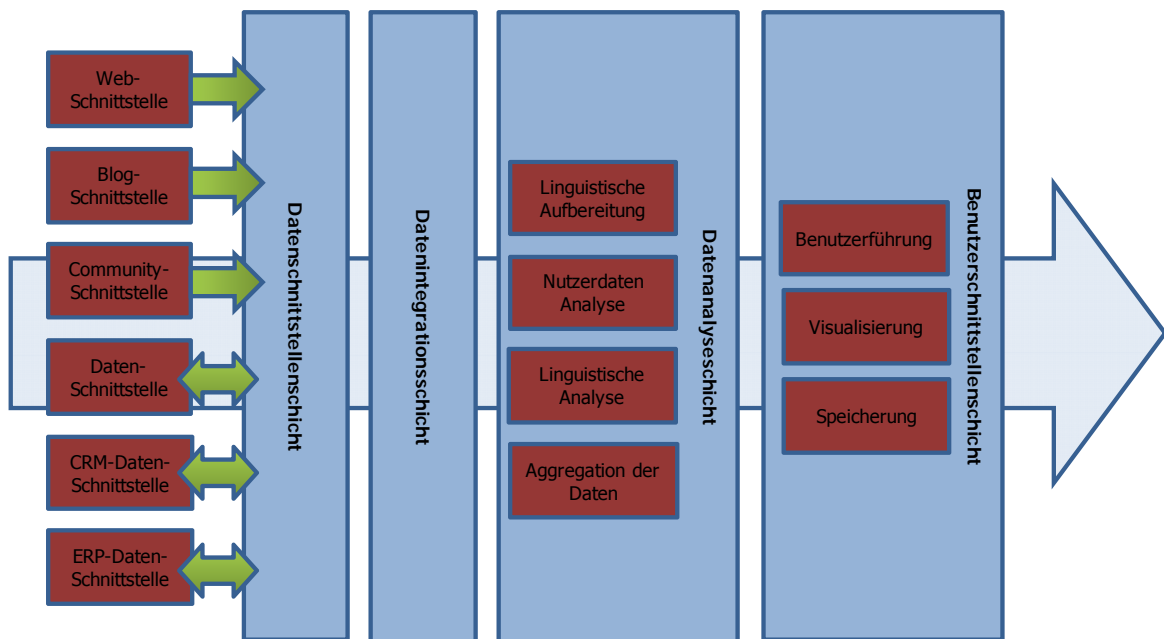 Web-
Schnittstelle
Blog-
Schnittstelle
Community-
Schnittstelle
Daten-
Schnittstelle
CRM-Daten-
Schnittstelle
ERP-Daten-
Schnittstelle
Datenschnittstellenschicht
Datenintegrationsschicht
Linguistische
Aufbereitung
Nutzerdaten
Analyse
Linguistische
Analyse
Aggregation der
Daten
Datenanalyseschicht
Benutzerführung
Visualisierung
Speicherung
Benutzerschnittstellenschicht